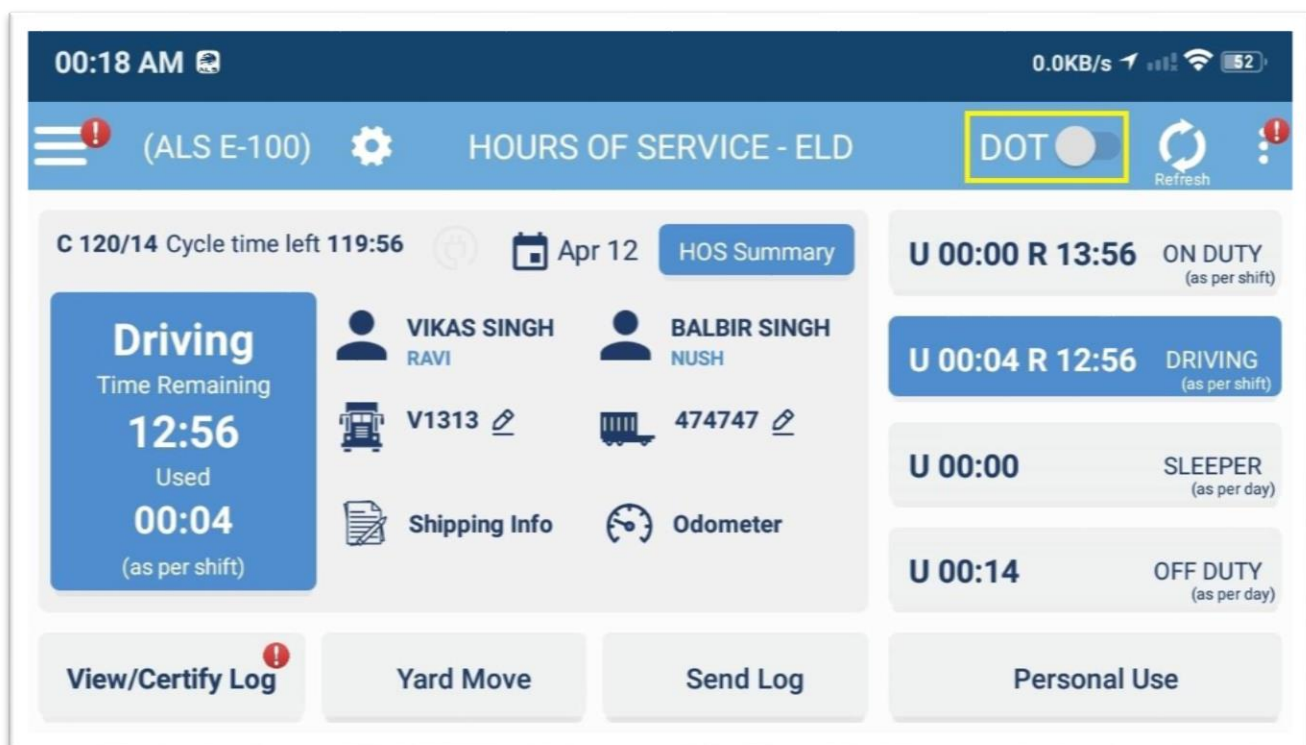 00:18 AM
0.0KB/s 52
(ALS E-100) HOURS OF SERVICE - ELD DOT
Refresh
C 120/14 Cycle time left 119:56 Apr 12 HOS Summary
Driving
Time Remaining
12:56
Used
00:04
(as per shift)
VIKAS SINGH
RAVI
BALBIR SINGH
NUSH
V1313
474747
Shipping Info
Odometer
U 00:00 R 13:56 ON DUTY
(as per shift)
U 00:04 R 12:56 DRIVING
(as per shift)
U 00:00 SLEEPER
(as per day)
U 00:14 OFF DUTY
(as per day)
View/Certify Log
Yard Move
Send Log
Personal Use